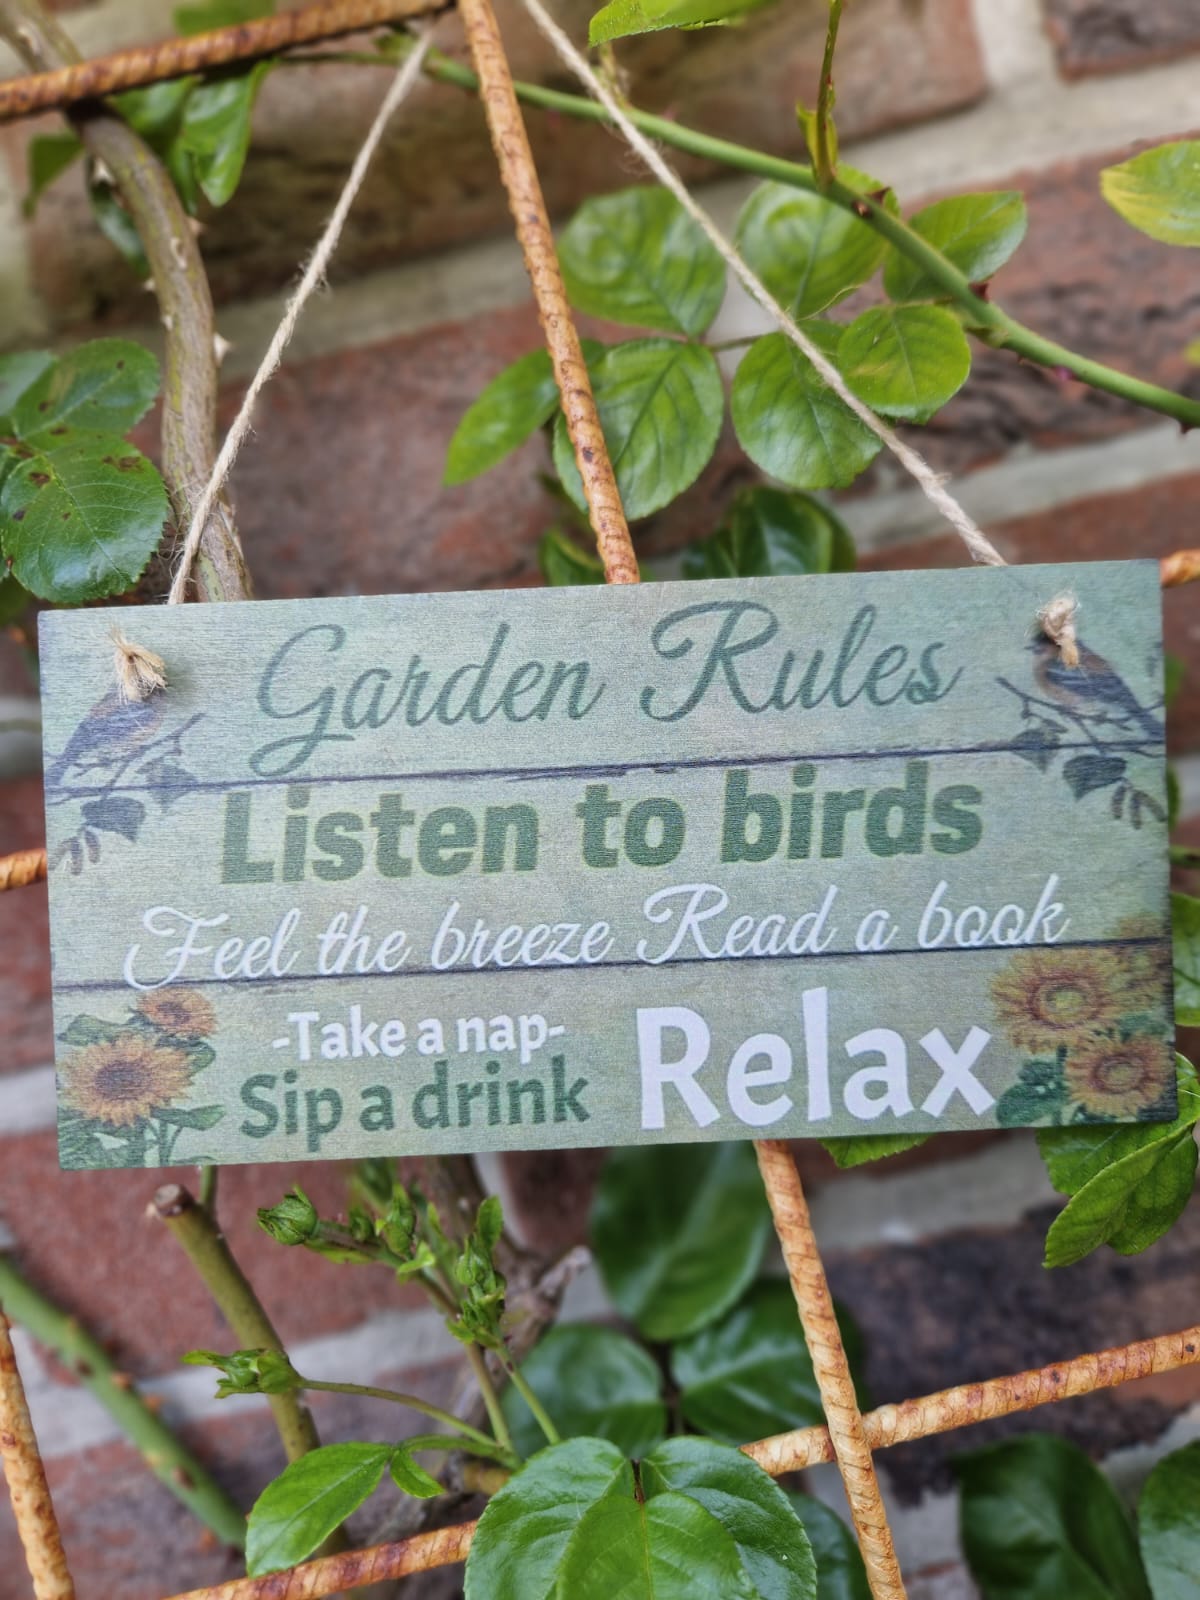 Garden Rules
Listen to birds
Feel the breeze Read a book
-Take a nap-
Sip a drink
Relax